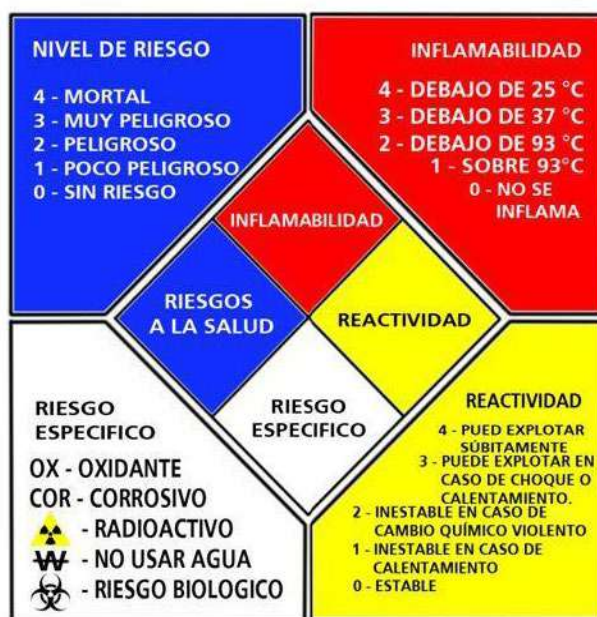 NIVEL DE RIESGO
4 - MORTAL
3 - MUY PELIGROSO
2 - PELIGROSO
1 - POCO PELIGROSO
0 - SIN RIESGO
INFLAMABILIDAD
4 - DEBAJO DE 25 °C
3 - DEBAJO DE 37 °C
2 - DEBAJO DE 93 °C
1 - SOBRE 93°C
0 - NO SE
INFLAMA
INFLAMABILIDAD
RIESGOS
A LA SALUD
REACTIVIDAD
RIESGO
ESPECIFICO
RIESGO
ESPECIFICO
OX - OXIDANTE
COR - CORROSIVO
- RADIOACTIVO
W - NO USAR AGUA
- RIESGO BIOLOGICO
REACTIVIDAD
4 - PUED EXPLOTAR
SÚBITAMENTE
3 - PUEDE EXPLOTAR EN
CASO DE CHOQUE O
CALENTAMIENTO.
2 - INESTABLE EN CASO DE
CAMBIO QUÍMICO VIOLENTO
1 - INESTABLE EN CASO DE
CALENTAMIENTO
0 - ESTABLE